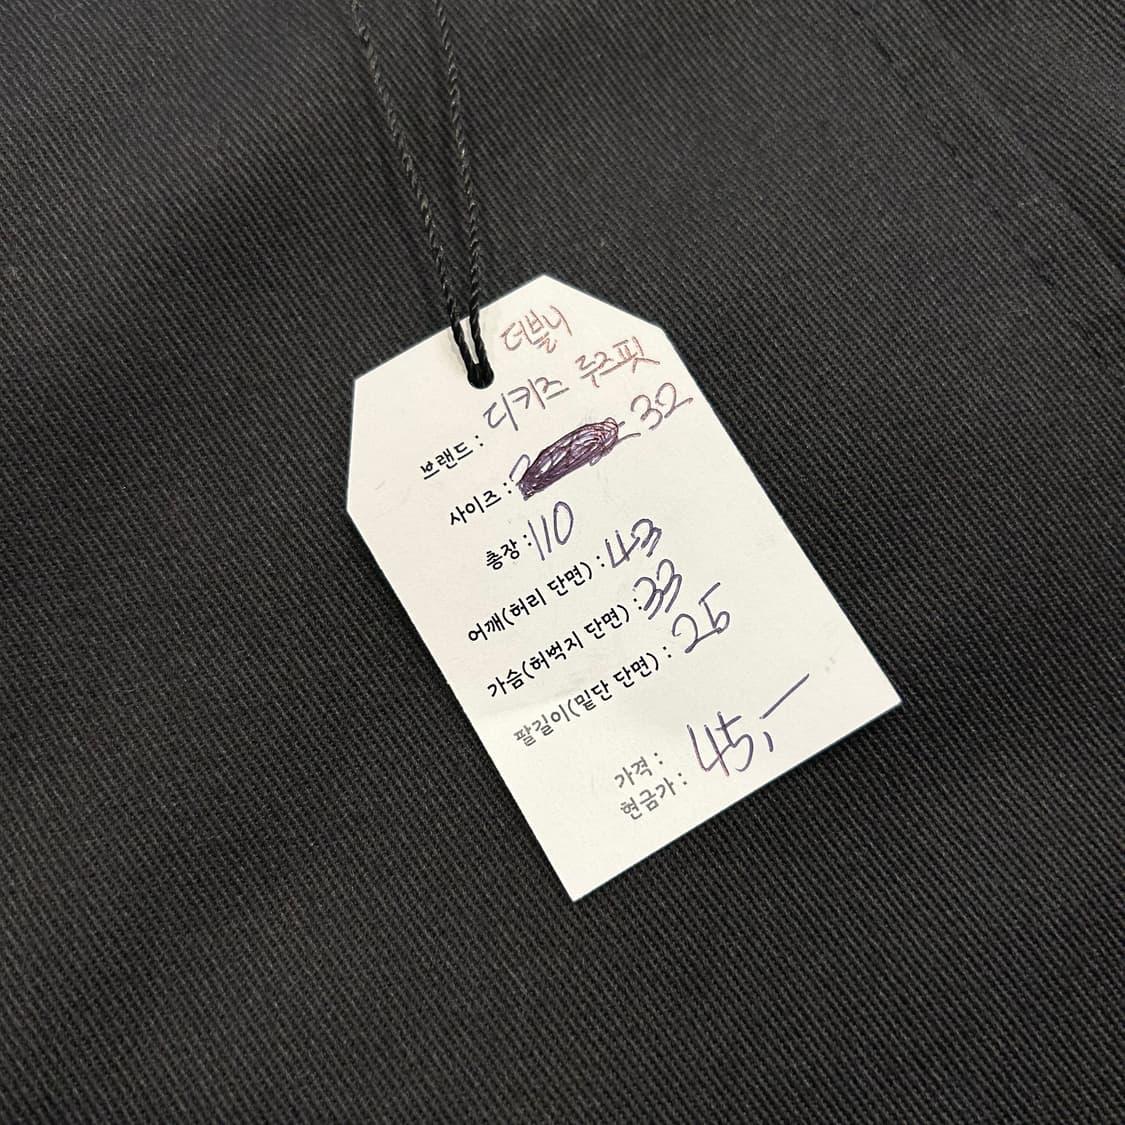 더블니
브랜드 : 디키즈 루즈핏
사이즈 : 32
총장 : 110
어깨(허리 단면) : 43
가슴(허벅지 단면) : 33
팔길이(밑단 단면) : 25
가격 :
현금가 : 45,-